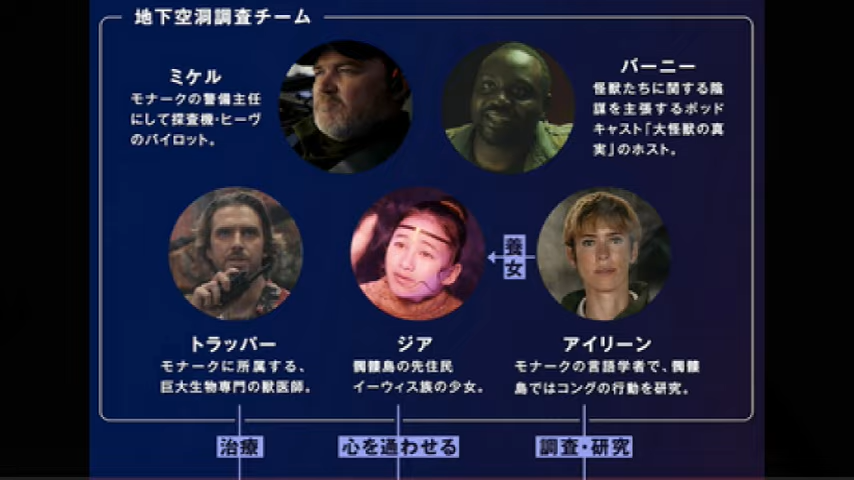 地下空洞調査チーム
ミケル
モナークの警備主任
にして探査機・ヒーヴ
のパイロット。
バーニー
怪獣たちに関する陰
謀を主張するポッド
キャスト「大怪獣の真
実」のホスト。
養
女
トラッパー
モナークに所属する、
巨大生物専門の獣医師。
ジア
髑髏島の先住民
イーウィス族の少女。
アイリーン
モナークの言語学者で、髑髏
島ではコングの行動を研究。
治療
心を通わせる
調査・研究